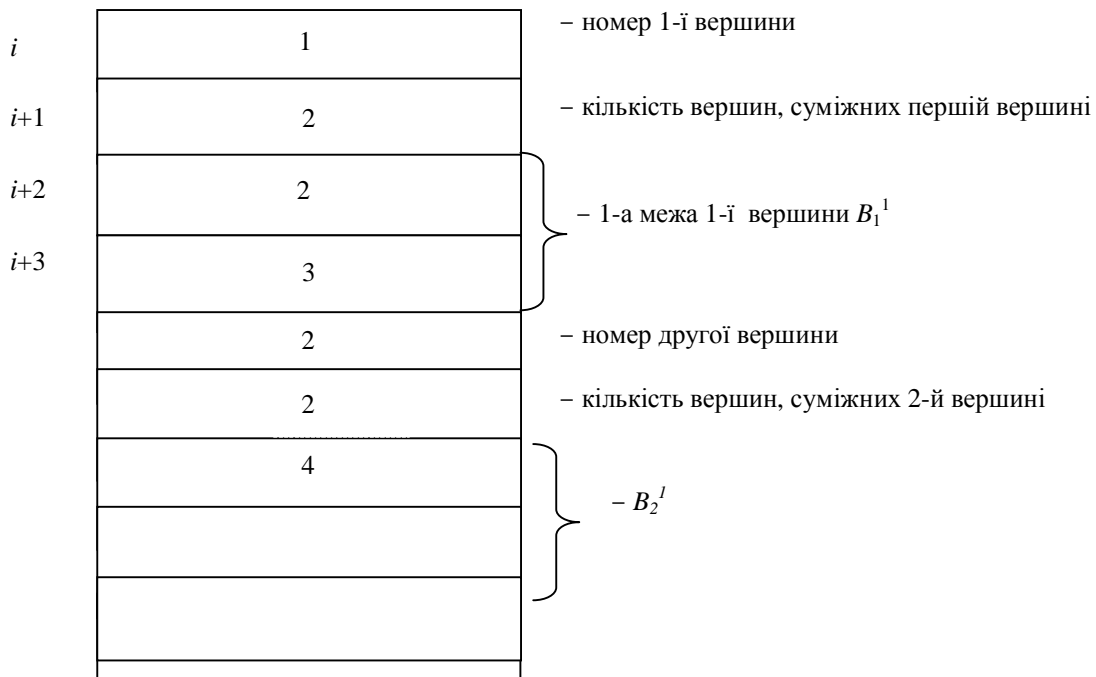 i 1 – номер 1-ї вершини
i+1 2 – кількість вершин, суміжних першій вершині
i+2 2
– 1-а межа 1-ї вершини B₁¹
i+3 3
2 – номер другої вершини
2 – кількість вершин, суміжних 2-й вершині
4
– B₂¹